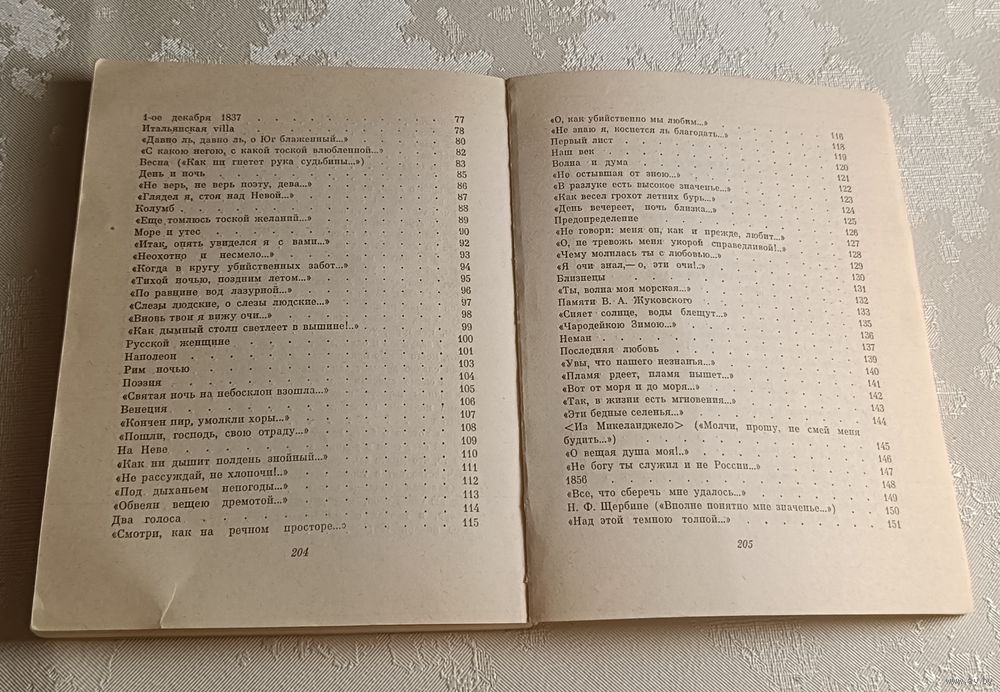 1-ое декабря 1837 . . . . . . . . . 77
Итальянская villa . . . . . . . . . 78
«Давно ль, давно ль, о Юг блаженный...» . . . . 80
«С какою негою, с какой тоской влюбленной...» . . 82
Весна («Как ни гнетет рука судьбины...») . . . . 83
День и ночь . . . . . . . . . . 85
«Не верь, не верь поэту, дева...» . . . . . . 86
«Глядел я, стоя над Невой...» . . . . . . 87
Колумб . . . . . . . . . . . 88
«Еще томлюсь тоской желаний...» . . . . . . 89
Море и утес . . . . . . . . . . 90
«Итак, опять увиделся я с вами...» . . . . . 92
«Неохотно и несмело...» . . . . . . . . 93
«Когда в кругу убийственных забот...» . . . . 94
«Тихой ночью, поздним летом...» . . . . . . 95
«По равнине вод лазурной...» . . . . . . . 96
«Слезы людские, о слезы людские...» . . . . . 97
«Вновь твои я вижу очи...» . . . . . . . 98
«Как дымный столп светлеет в вышине!..» . . . . 99
Русской женщине . . . . . . . . . 100
Наполеон . . . . . . . . . . . 101
Рим ночью . . . . . . . . . . . 103
Поэзия . . . . . . . . . . . . 104
«Святая ночь на небосклон взошла...» . . . . . 105
Венеция . . . . . . . . . . . 106
«Кончен пир, умолкли хоры...» . . . . . . . 107
«Пошли, господь, свою отраду...» . . . . . . 108
На Неве . . . . . . . . . . . 109
«Как ни дышит полдень знойный...» . . . . . 110
«Не рассуждай, не хлопочи!..» . . . . . . . 111
«Под дыханьем непогоды...» . . . . . . . 112
«Обвеян вещею дремотой...» . . . . . . . 113
Два голоса . . . . . . . . . . . 114
«Смотри, как на речном просторе...» . . . . . 115
204
«О, как убийственно мы любим...» . . . . . . 116
«Не знаю я, коснется ль благодать...» . . . . . 118
Первый лист . . . . . . . . . . 119
Наш век . . . . . . . . . . . 120
Волна и дума . . . . . . . . . . 121
«Не остывшая от зною...» . . . . . . . . 122
«В разлуке есть высокое значенье...» . . . . . 123
«Как весел грохот летних бурь...» . . . . . . 124
«День вечереет, ночь близка...» . . . . . . 125
Предопределение . . . . . . . . . 126
«Не говори: меня он, как и прежде, любит...» . . 127
«О, не тревожь меня укорой справедливой!..» . . . 128
«Чему молилась ты с любовью...» . . . . . . 129
«Я очи знал,— о, эти очи!..» . . . . . . . 130
Близнецы . . . . . . . . . . . 131
«Ты, волна моя морская...» . . . . . . . 132
Памяти В. А. Жуковского . . . . . . . . 133
«Сияет солнце, воды блещут...» . . . . . . 135
«Чародейкою Зимою...» . . . . . . . . . 136
Неман . . . . . . . . . . . . 137
Последняя любовь . . . . . . . . . 139
«Увы, что нашего незнанья...» . . . . . . . 140
«Пламя рдеет, пламя пышет...» . . . . . . . 141
«Вот от моря и до моря...» . . . . . . . . 142
«Так, в жизни есть мгновения...» . . . . . . 143
«Эти бедные селенья...» . . . . . . . . 144
<Из Микеланджело> («Молчи, прошу, не смей меня
будить...») . . . . . . . . . . 145
«О вещая душа моя!..» . . . . . . . . . 146
«Не богу ты служил и не России...» . . . . . 147
1856 . . . . . . . . . . . . 148
«Все, что сберечь мне удалось...» . . . . . . 149
Н. Ф. Щербине («Вполне понятно мне значенье...») . 150
«Над этой темною толпой...» . . . . . . . 151
205